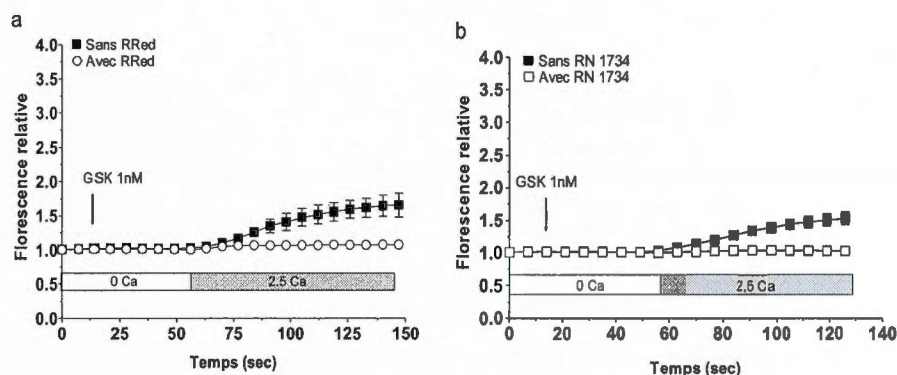 a
Sans RRed
Avec RRed
Florescence relative
4.0
3.5
3.0
2.5
2.0
1.5
1.0
0.5
0.0
GSK 1nM
0 Ca
2.5 Ca
0 25 50 75 100 125 150
Temps (sec)
b
Sans RN 1734
Avec RN 1734
Florescence relative
4.0
3.5
3.0
2.5
2.0
1.5
1.0
0.5
0.0
GSK 1nM
0 Ca
2.5 Ca
0 20 40 60 80 100 120 140
Temps (sec)